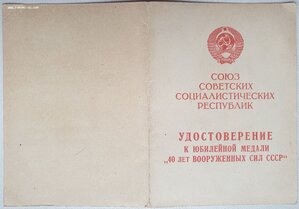 СОЮЗ
СОВЕТСКИХ
СОЦИАЛИСТИЧЕСКИХ
РЕСПУБЛИК
УДОСТОВЕРЕНИЕ
К ЮБИЛЕЙНОЙ МЕДАЛИ
„40 ЛЕТ ВООРУЖЕННЫХ СИЛ СССР"